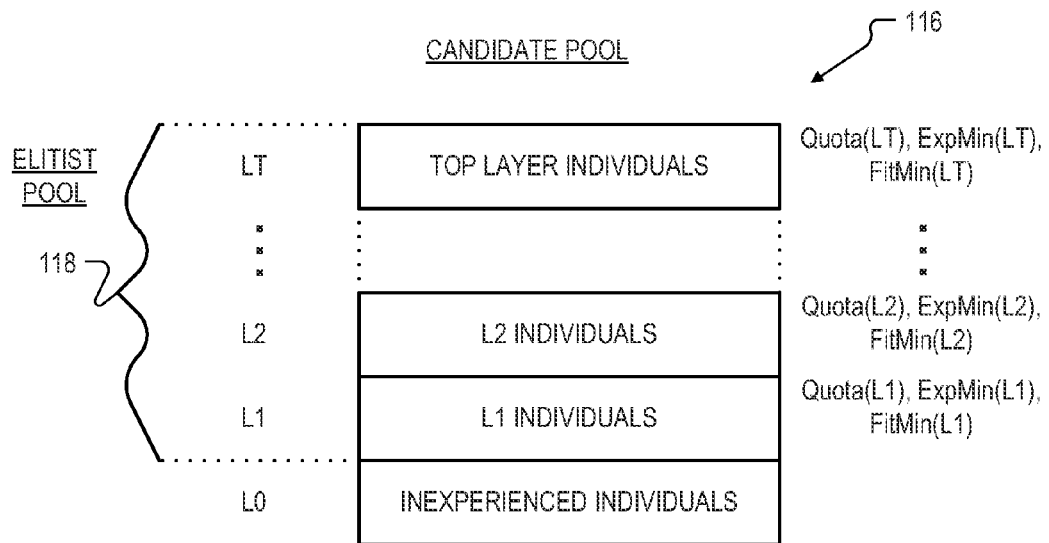 116
CANDIDATE POOL
ELITIST
POOL
LT
TOP LAYER INDIVIDUALS
Quota(LT), ExpMin(LT),
FitMin(LT)
118
L2
L2 INDIVIDUALS
Quota(L2), ExpMin(L2),
FitMin(L2)
L1
L1 INDIVIDUALS
Quota(L1), ExpMin(L1),
FitMin(L1)
L0
INEXPERIENCED INDIVIDUALS